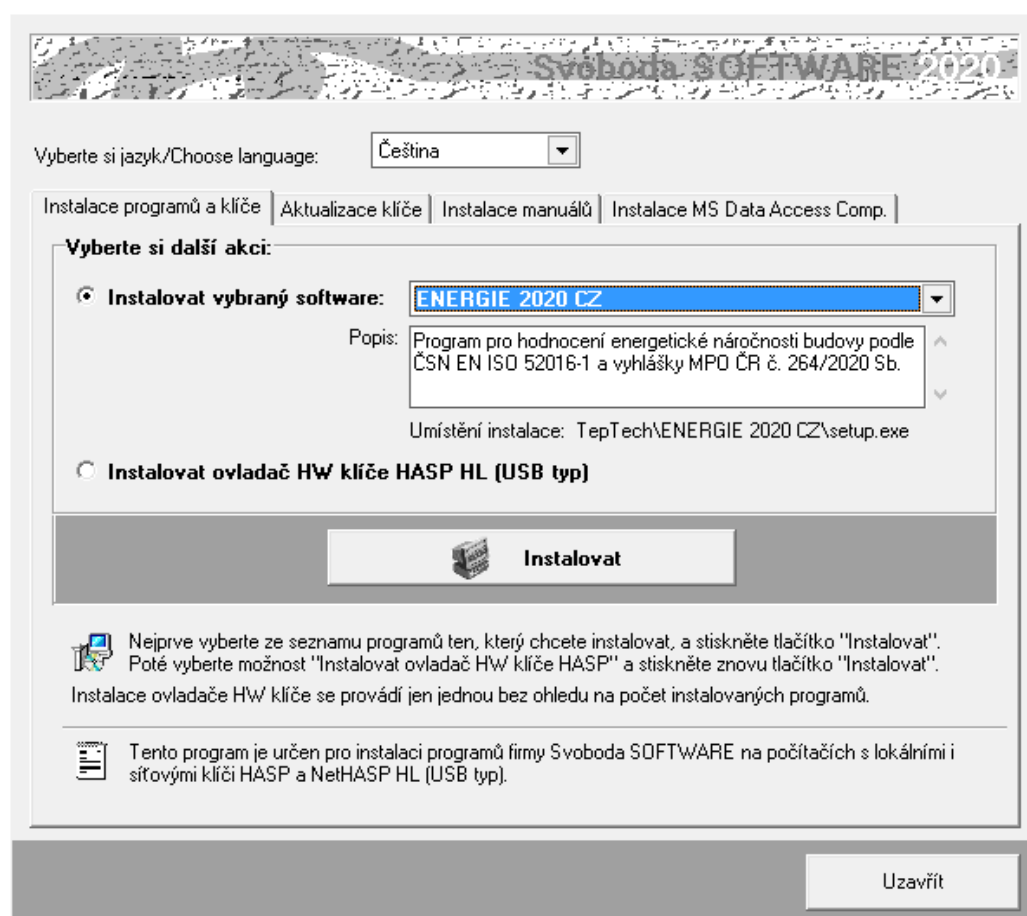 Svoboda SOFTWARE 2020
Vyberte si jazyk/Choose language:
Čeština
Instalace programů a klíče
Aktualizace klíče
Instalace manuálů
Instalace MS Data Access Comp.
Vyberte si další akci:
Instalovat vybraný software:
ENERGIE 2020 CZ
Popis:
Program pro hodnocení energetické náročnosti budovy podle
ČSN EN ISO 52016-1 a vyhlášky MPO ČR č. 264/2020 Sb.
Umístění instalace: TepTech\ENERGIE 2020 CZ\setup.exe
Instalovat ovladač HW klíče HASP HL (USB typ)
Instalovat
Nejprve vyberte ze seznamu programů ten, který chcete instalovat, a stiskněte tlačítko "Instalovat".
Poté vyberte možnost "Instalovat ovladač HW klíče HASP" a stiskněte znovu tlačítko "Instalovat".
Instalace ovladače HW klíče se provádí jen jednou bez ohledu na počet instalovaných programů.
Tento program je určen pro instalaci programů firmy Svoboda SOFTWARE na počítačích s lokálními i
síťovými klíči HASP a NetHASP HL (USB typ).
Uzavřít